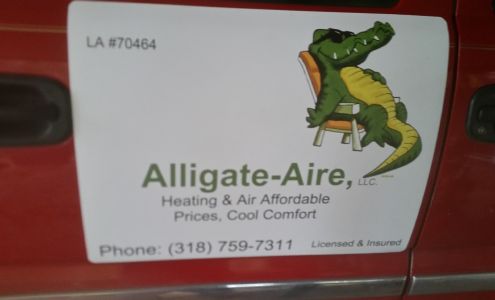 LA #70464
Alligate-Aire, LLC.
Heating & Air Affordable
Prices, Cool Comfort
Phone: (318) 759-7311 Licensed & Insured